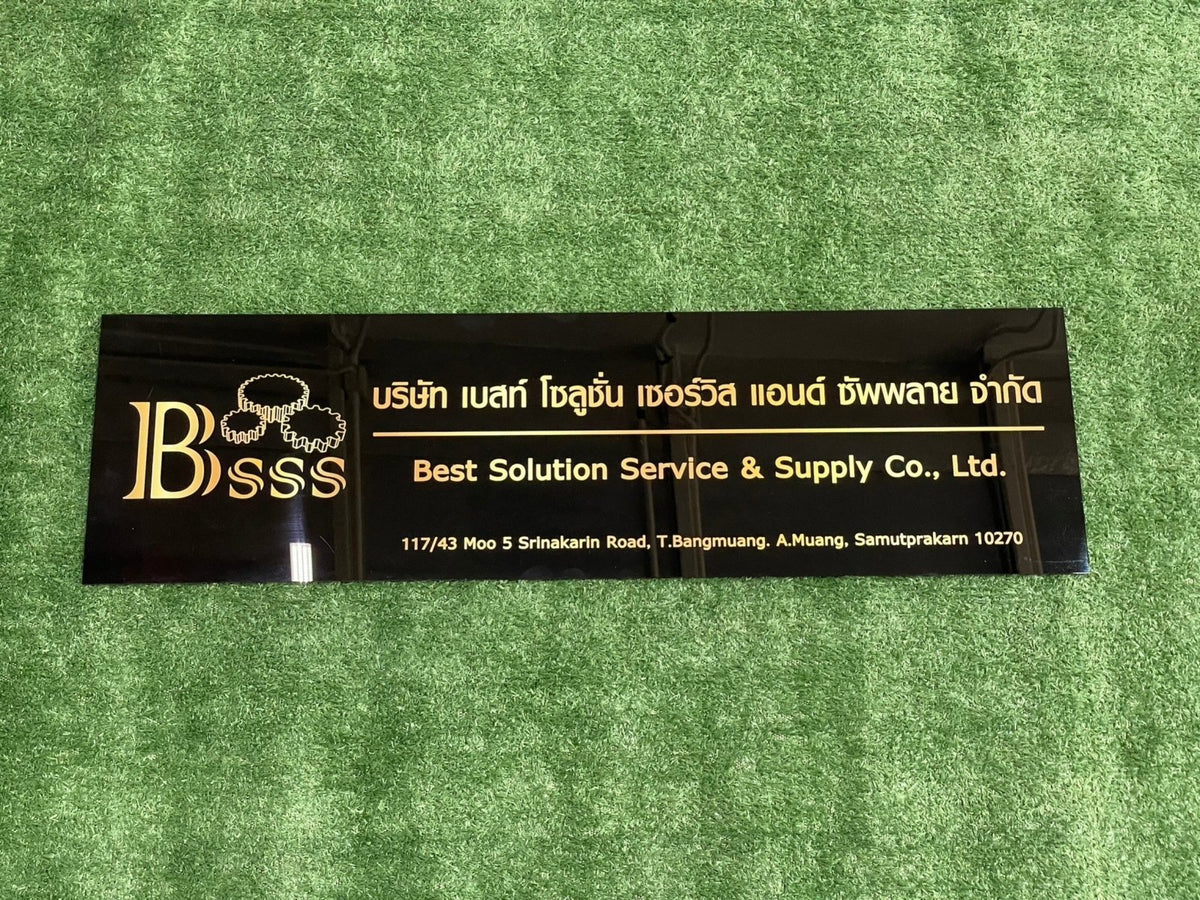 Bsss
บริษัท เบสท์ โซลูชั่น เซอร์วิส แอนด์ ซัพพลาย จำกัด
Best Solution Service & Supply Co., Ltd.
117/43 Moo 5 Srinakarin Road, T.Bangmuang. A.Muang, Samutprakarn 10270